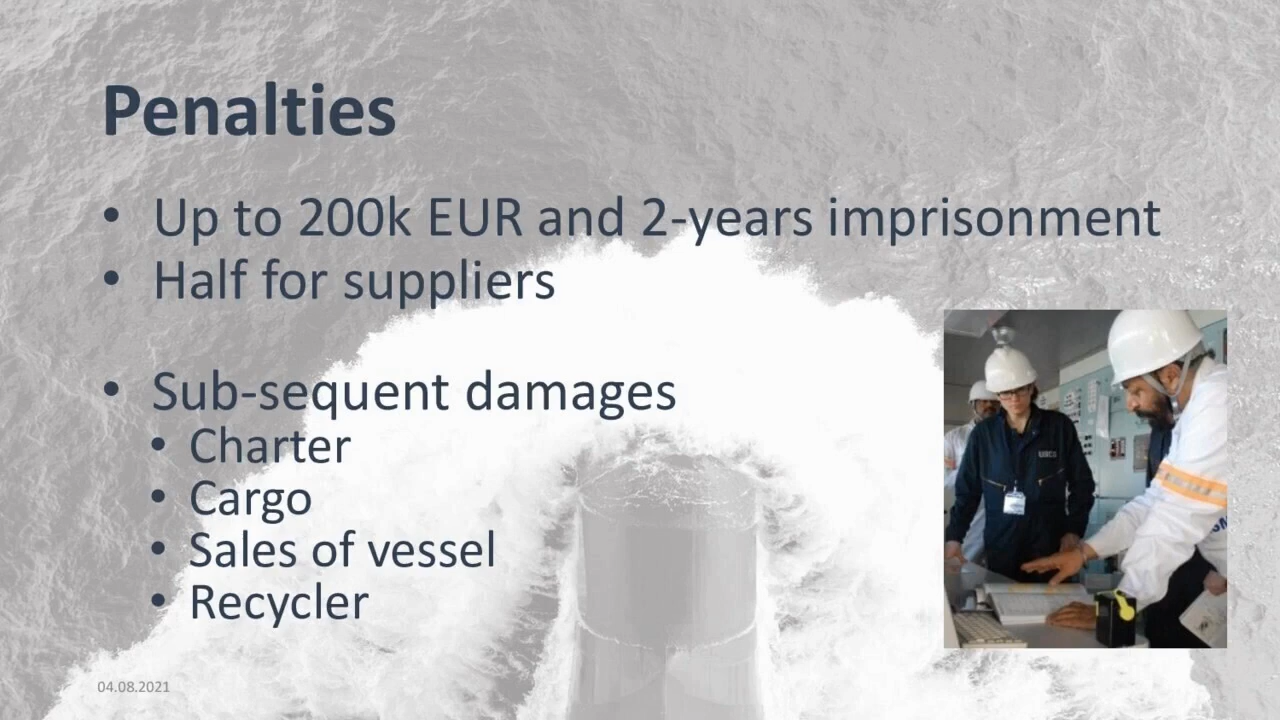 Penalties
• Up to 200k EUR and 2-years imprisonment
• Half for suppliers
• Sub-sequent damages
• Charter
• Cargo
• Sales of vessel
• Recycler
04.08.2021